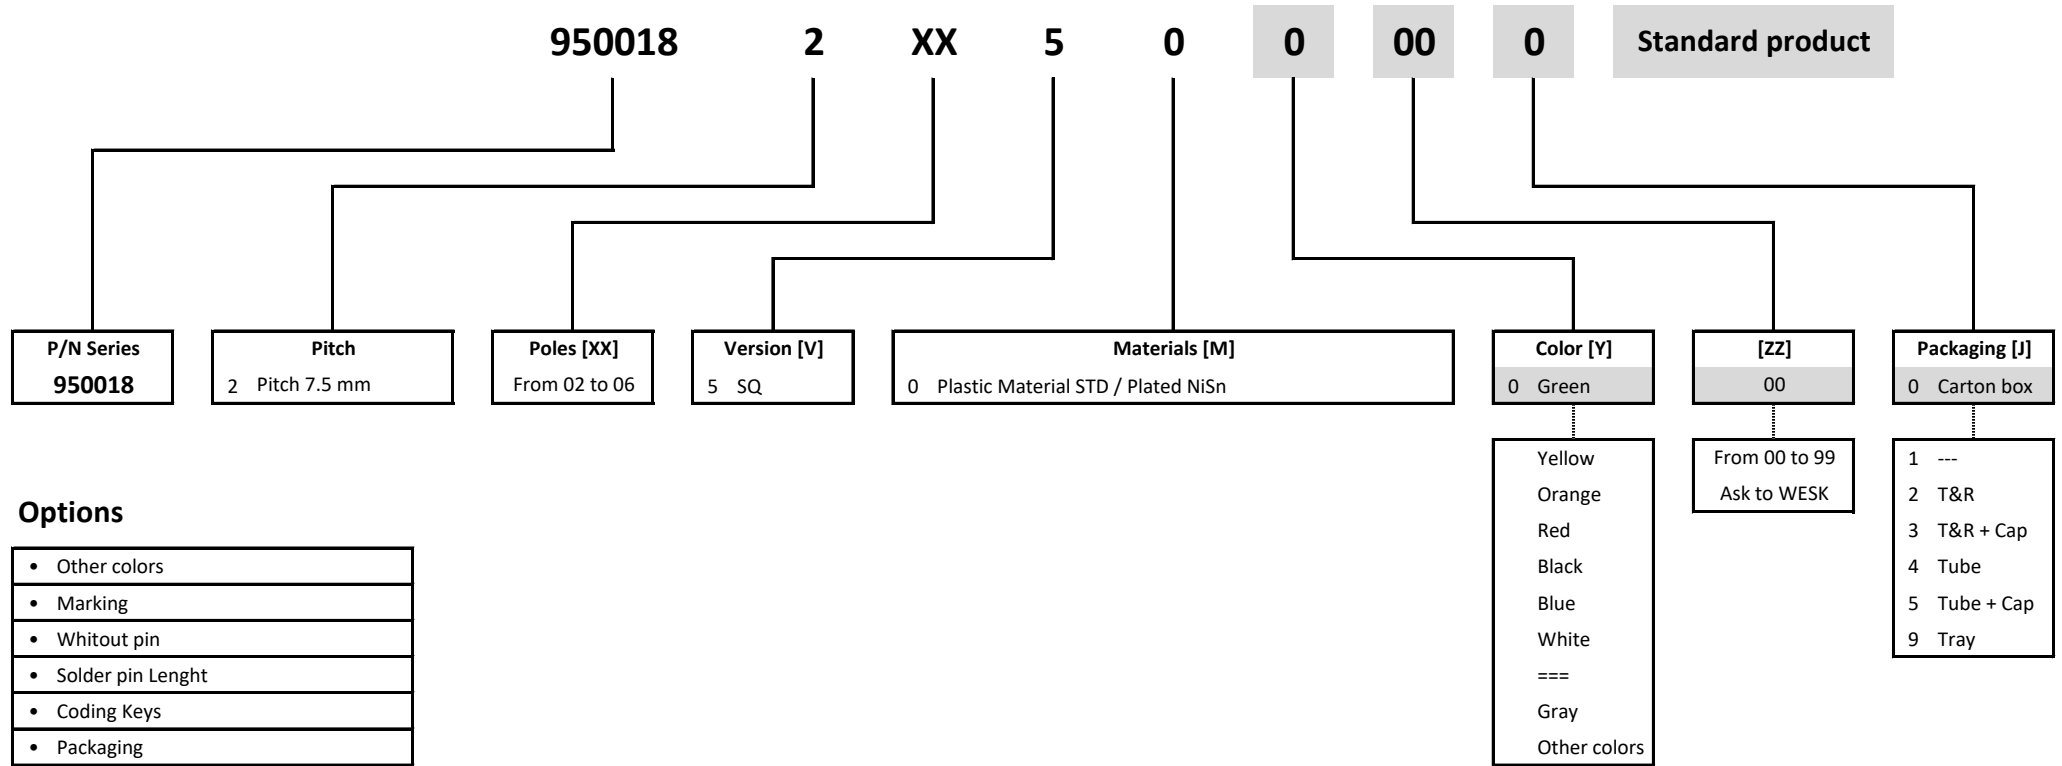 950018 2 XX 5 0 0 00 0 Standard product
P/N Series
950018
Pitch
2 Pitch 7.5 mm
Poles [XX]
From 02 to 06
Version [V]
5 SQ
Materials [M]
0 Plastic Material STD / Plated NiSn
Color [Y]
0 Green
Yellow
Orange
Red
Black
Blue
White
===
Gray
Other colors
[ZZ]
00
From 00 to 99
Ask to WESK
Packaging [J]
0 Carton box
1 ---
2 T&R
3 T&R + Cap
4 Tube
5 Tube + Cap
9 Tray
Options
• Other colors
• Marking
• Whitout pin
• Solder pin Lenght
• Coding Keys
• Packaging